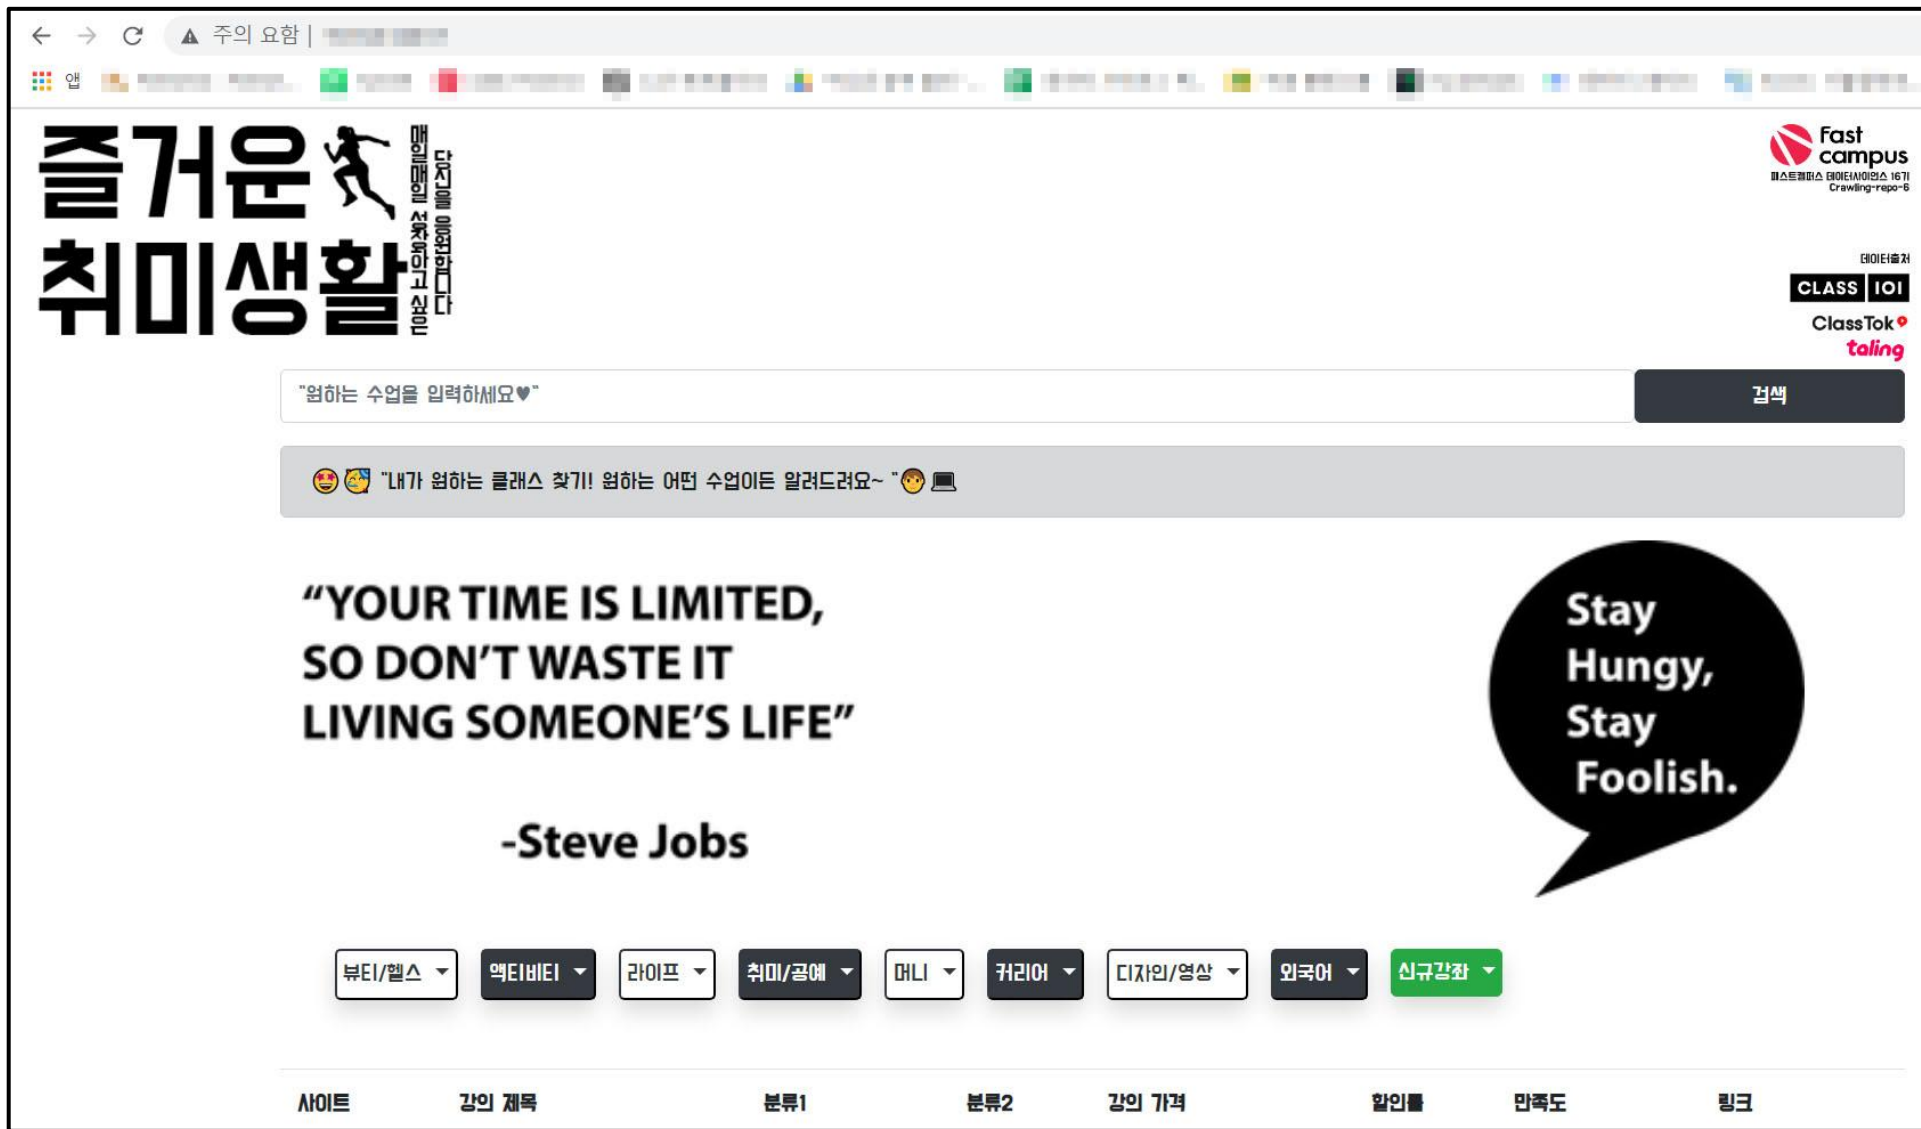 주의 요함
앱
즐거운
취미생활
매일매일 성장하고 싶은
당신을 응원합니다
Fast
campus
패스트캠퍼스 데이터사이언스 16기
Crawling-repo-6
데이터출처
CLASS 101
ClassTok
taling
"원하는 수업을 입력하세요♥"
검색
🤩🥳 "내가 원하는 클래스 찾기! 원하는 어떤 수업이든 알려드려요~ "🧑💻
“YOUR TIME IS LIMITED,
SO DON’T WASTE IT
LIVING SOMEONE’S LIFE”
-Steve Jobs
Stay
Hungy,
Stay
Foolish.
뷰티/헬스 액티비티 라이프 취미/공예 머니 커리어 디자인/영상 외국어 신규강좌
사이트 강의 제목 분류1 분류2 강의 가격 할인률 만족도 링크